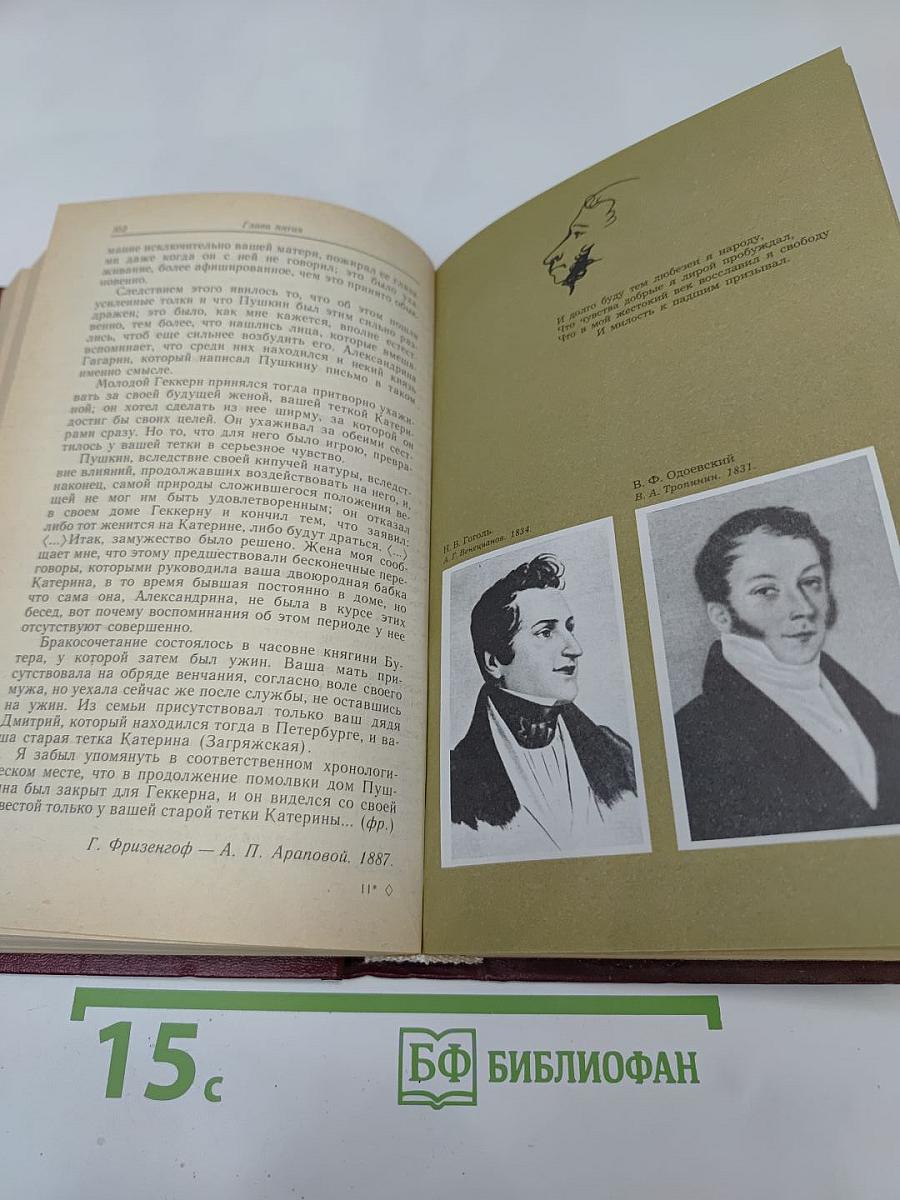 Глава пятая
мание исключительно вашей матери, пожирал ее глаза
ми даже когда он с ней не говорил; это было уха
живание, более афишированное, чем это принято обык
новенно.
Следствием этого явилось то, что об этом пошли
усиленные толки и что Пушкин был этим сильно раз
дражен; это было, как мне кажется, вполне естест
венно, тем более, что нашлись лица, которые вмеша
лись, чтоб еще сильнее возбудить его. Александрина
вспоминает, что среди них находился и некий князь
Гагарин, который написал Пушкину письмо в таком
именно смысле.
Молодой Геккерн принялся тогда притворно ухажи-
вать за своей будущей женой, вашей теткой Катери-
ной; он хотел сделать из нее ширму, за которой он
достиг бы своих целей. Он ухаживал за обеими сест-
рами сразу. Но то, что для него было игрою, превра-
тилось у вашей тетки в серьезное чувство.
Пушкин, вследствие своей кипучей натуры, вследст-
вие влияний, продолжавших воздействовать на него, и,
наконец, самой природы сложившегося положения ве-
щей не мог им быть удовлетворенным; он отказал
в своем доме Геккерну и кончил тем, что заявил:
либо тот женится на Катерине, либо будут драться. ⟨...⟩
⟨...⟩Итак, замужество было решено. Жена моя сооб-
щает мне, что этому предшествовали бесконечные пере-
говоры, которыми руководила ваша двоюродная бабка
Катерина, в то время бывшая постоянно в доме, но
что сама она, Александрина, не была в курсе этих
бесед, вот почему воспоминания об этом периоде у нее
отсутствуют совершенно.
Бракосочетание состоялось в часовне княгини Бу-
тера, у которой затем был ужин. Ваша мать при-
сутствовала на обряде венчания, согласно воле своего
мужа, но уехала сейчас же после службы, не оставшись
на ужин. Из семьи присутствовал только ваш дядя
Дмитрий, который находился тогда в Петербурге, и ва-
ша старая тетка Катерина (Загряжская).
Я забыл упомянуть в соответственном хронологи-
еском месте, что в продолжение помолвки дом Пуш-
ина был закрыт для Геккерна, и он виделся со своей
вестой только у вашей старой тетки Катерины... (фр.)
Г. Фризенгоф — А. П. Араповой. 1887.
11* ◊
И долго буду тем любезен я народу,
Что чувства добрые я лирой пробуждал,
Что в мой жестокий век восславил я свободу
И милость к падшим призывал.
В. Ф. Одоевский
В. А. Тропинин. 1831.
Н. В. Гоголь
А. Г. Венецианов. 1834.
15 с
БФ БИБЛИОФАН